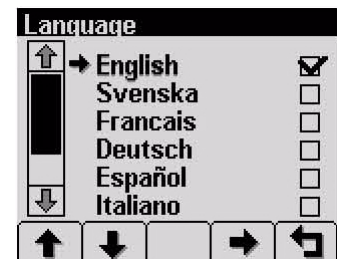 Language
English
Svenska
Francais
Deutsch
Español
Italiano